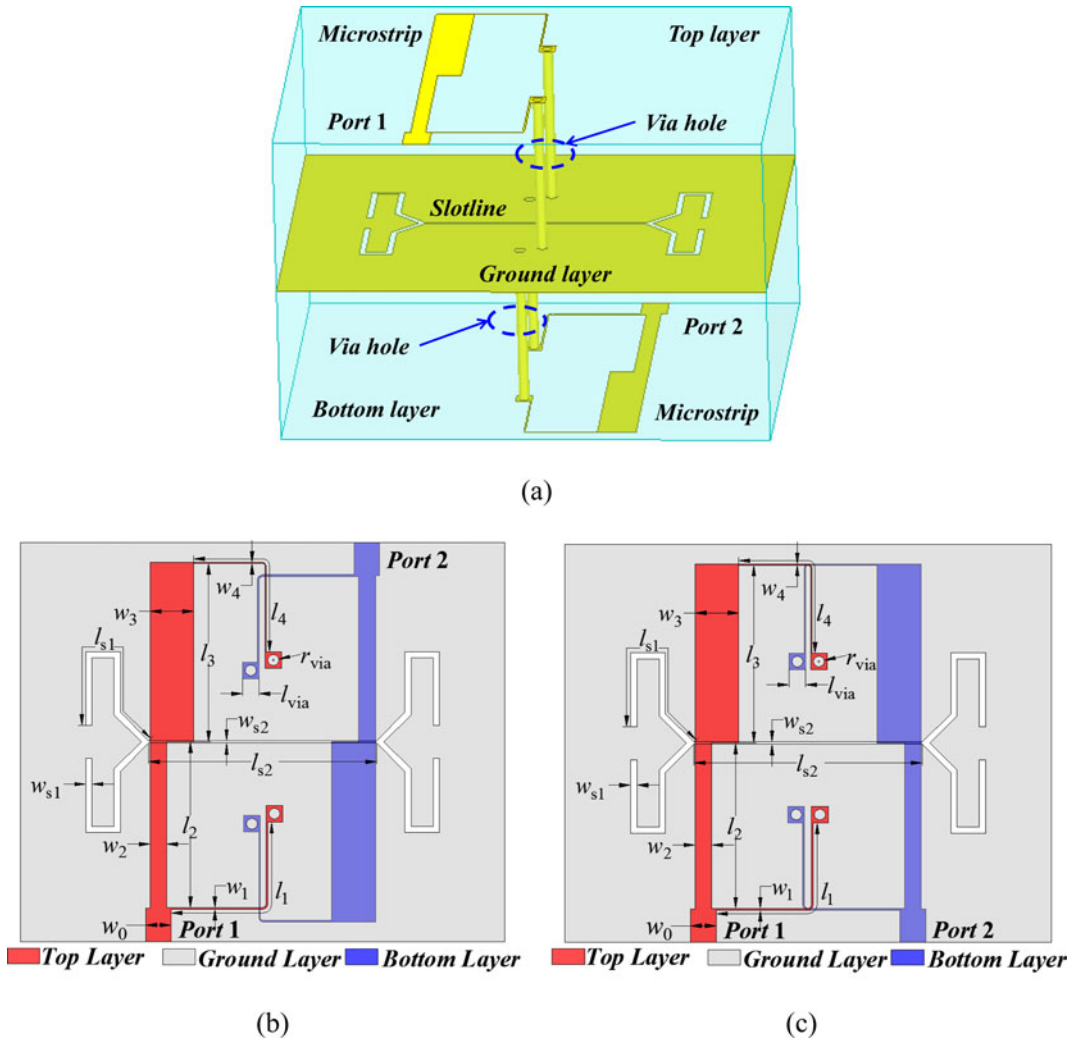 Microstrip
Top layer
Port 1
Via hole
Slotline
Ground layer
Port 2
Via hole
Bottom layer
Microstrip
(a)
Port 2
w4
w3
l4
ls1
l3
rvia
lvia
ws2
ls2
ws1
l2
w2
w1
l1
w0
Port 1
Top Layer Ground Layer Bottom Layer
(b)
w4
w3
l4
ls1
l3
rvia
lvia
ws2
ls2
ws1
l2
w2
w1
l1
w0
Port 1
Port 2
Top Layer Ground Layer Bottom Layer
(c)